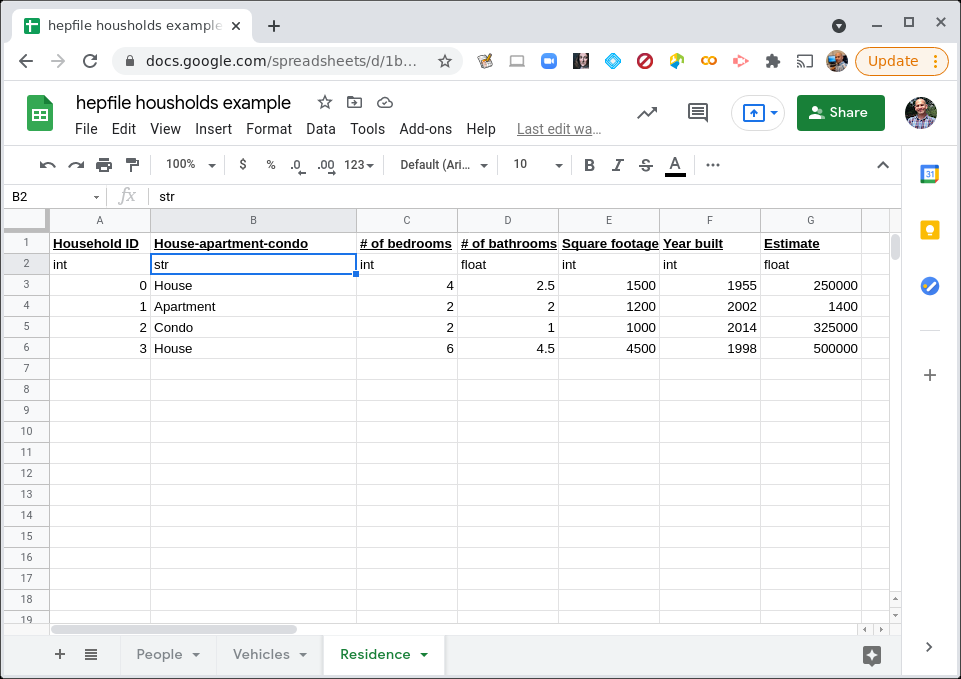 hepfile housholds example
docs.google.com/spreadsheets/d/1b...
Update
hepfile housholds example
File Edit View Insert Format Data Tools Add-ons Help Last edit wa...
Share
100% $ % .0 .00 123 Default (Ari... 10 B I S A
31
B2 fx str
A B C D E F G
1 Household ID House-apartment-condo # of bedrooms # of bathrooms Square footage Year built Estimate
2 int str int float int int float
3 0 House 4 2.5 1500 1955 250000
4 1 Apartment 2 2 1200 2002 1400
5 2 Condo 2 1 1000 2014 325000
6 3 House 6 4.5 4500 1998 500000
7
8
9
10
11
12
13
14
15
16
17
18
19
People Vehicles Residence